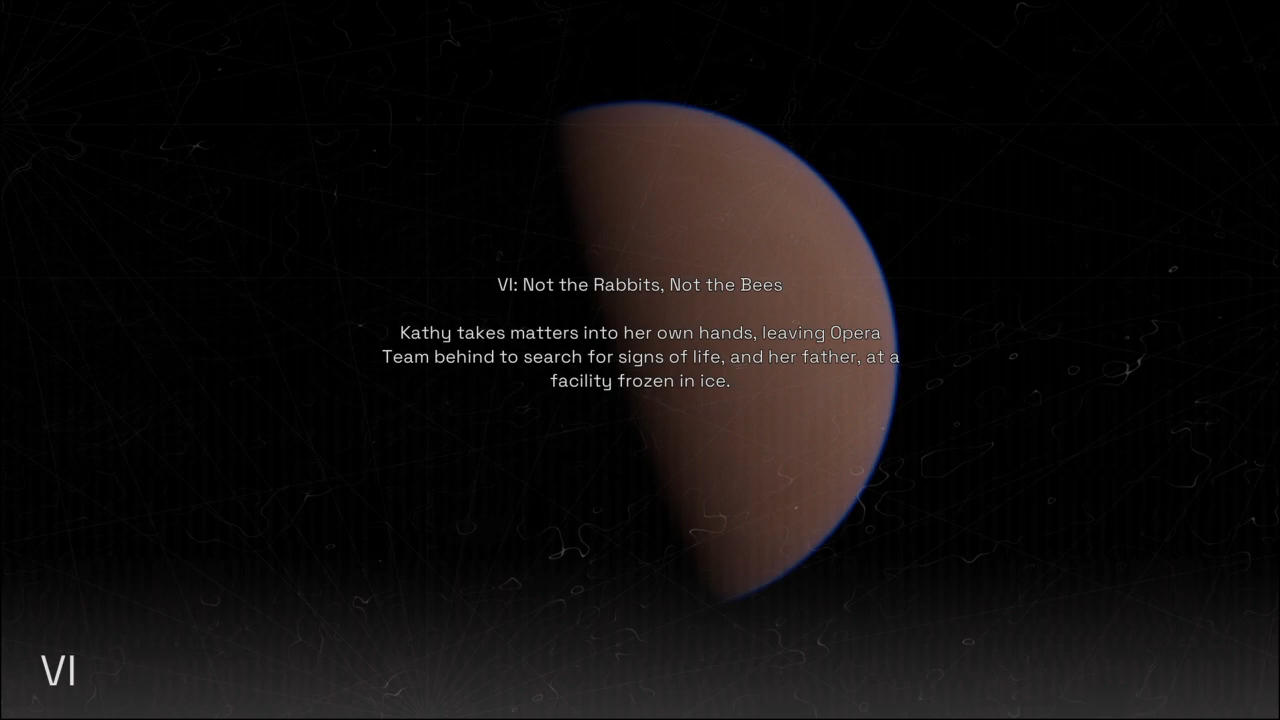 VI: Not the Rabbits, Not the Bees
Kathy takes matters into her own hands, leaving Opera
Team behind to search for signs of life, and her father, at a
facility frozen in ice.
VI